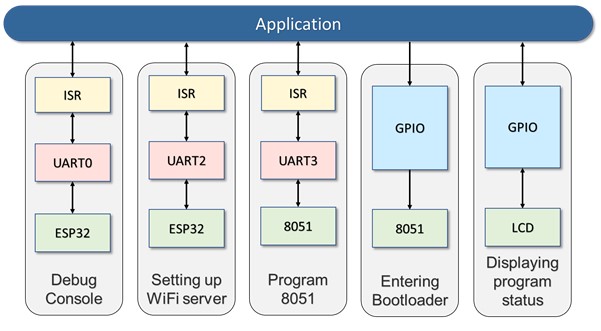 Application
ISR
UART0
ESP32
Debug
Console
ISR
UART2
ESP32
Setting up
WiFi server
ISR
UART3
8051
Program
8051
GPIO
8051
Entering
Bootloader
GPIO
LCD
Displaying
program
status